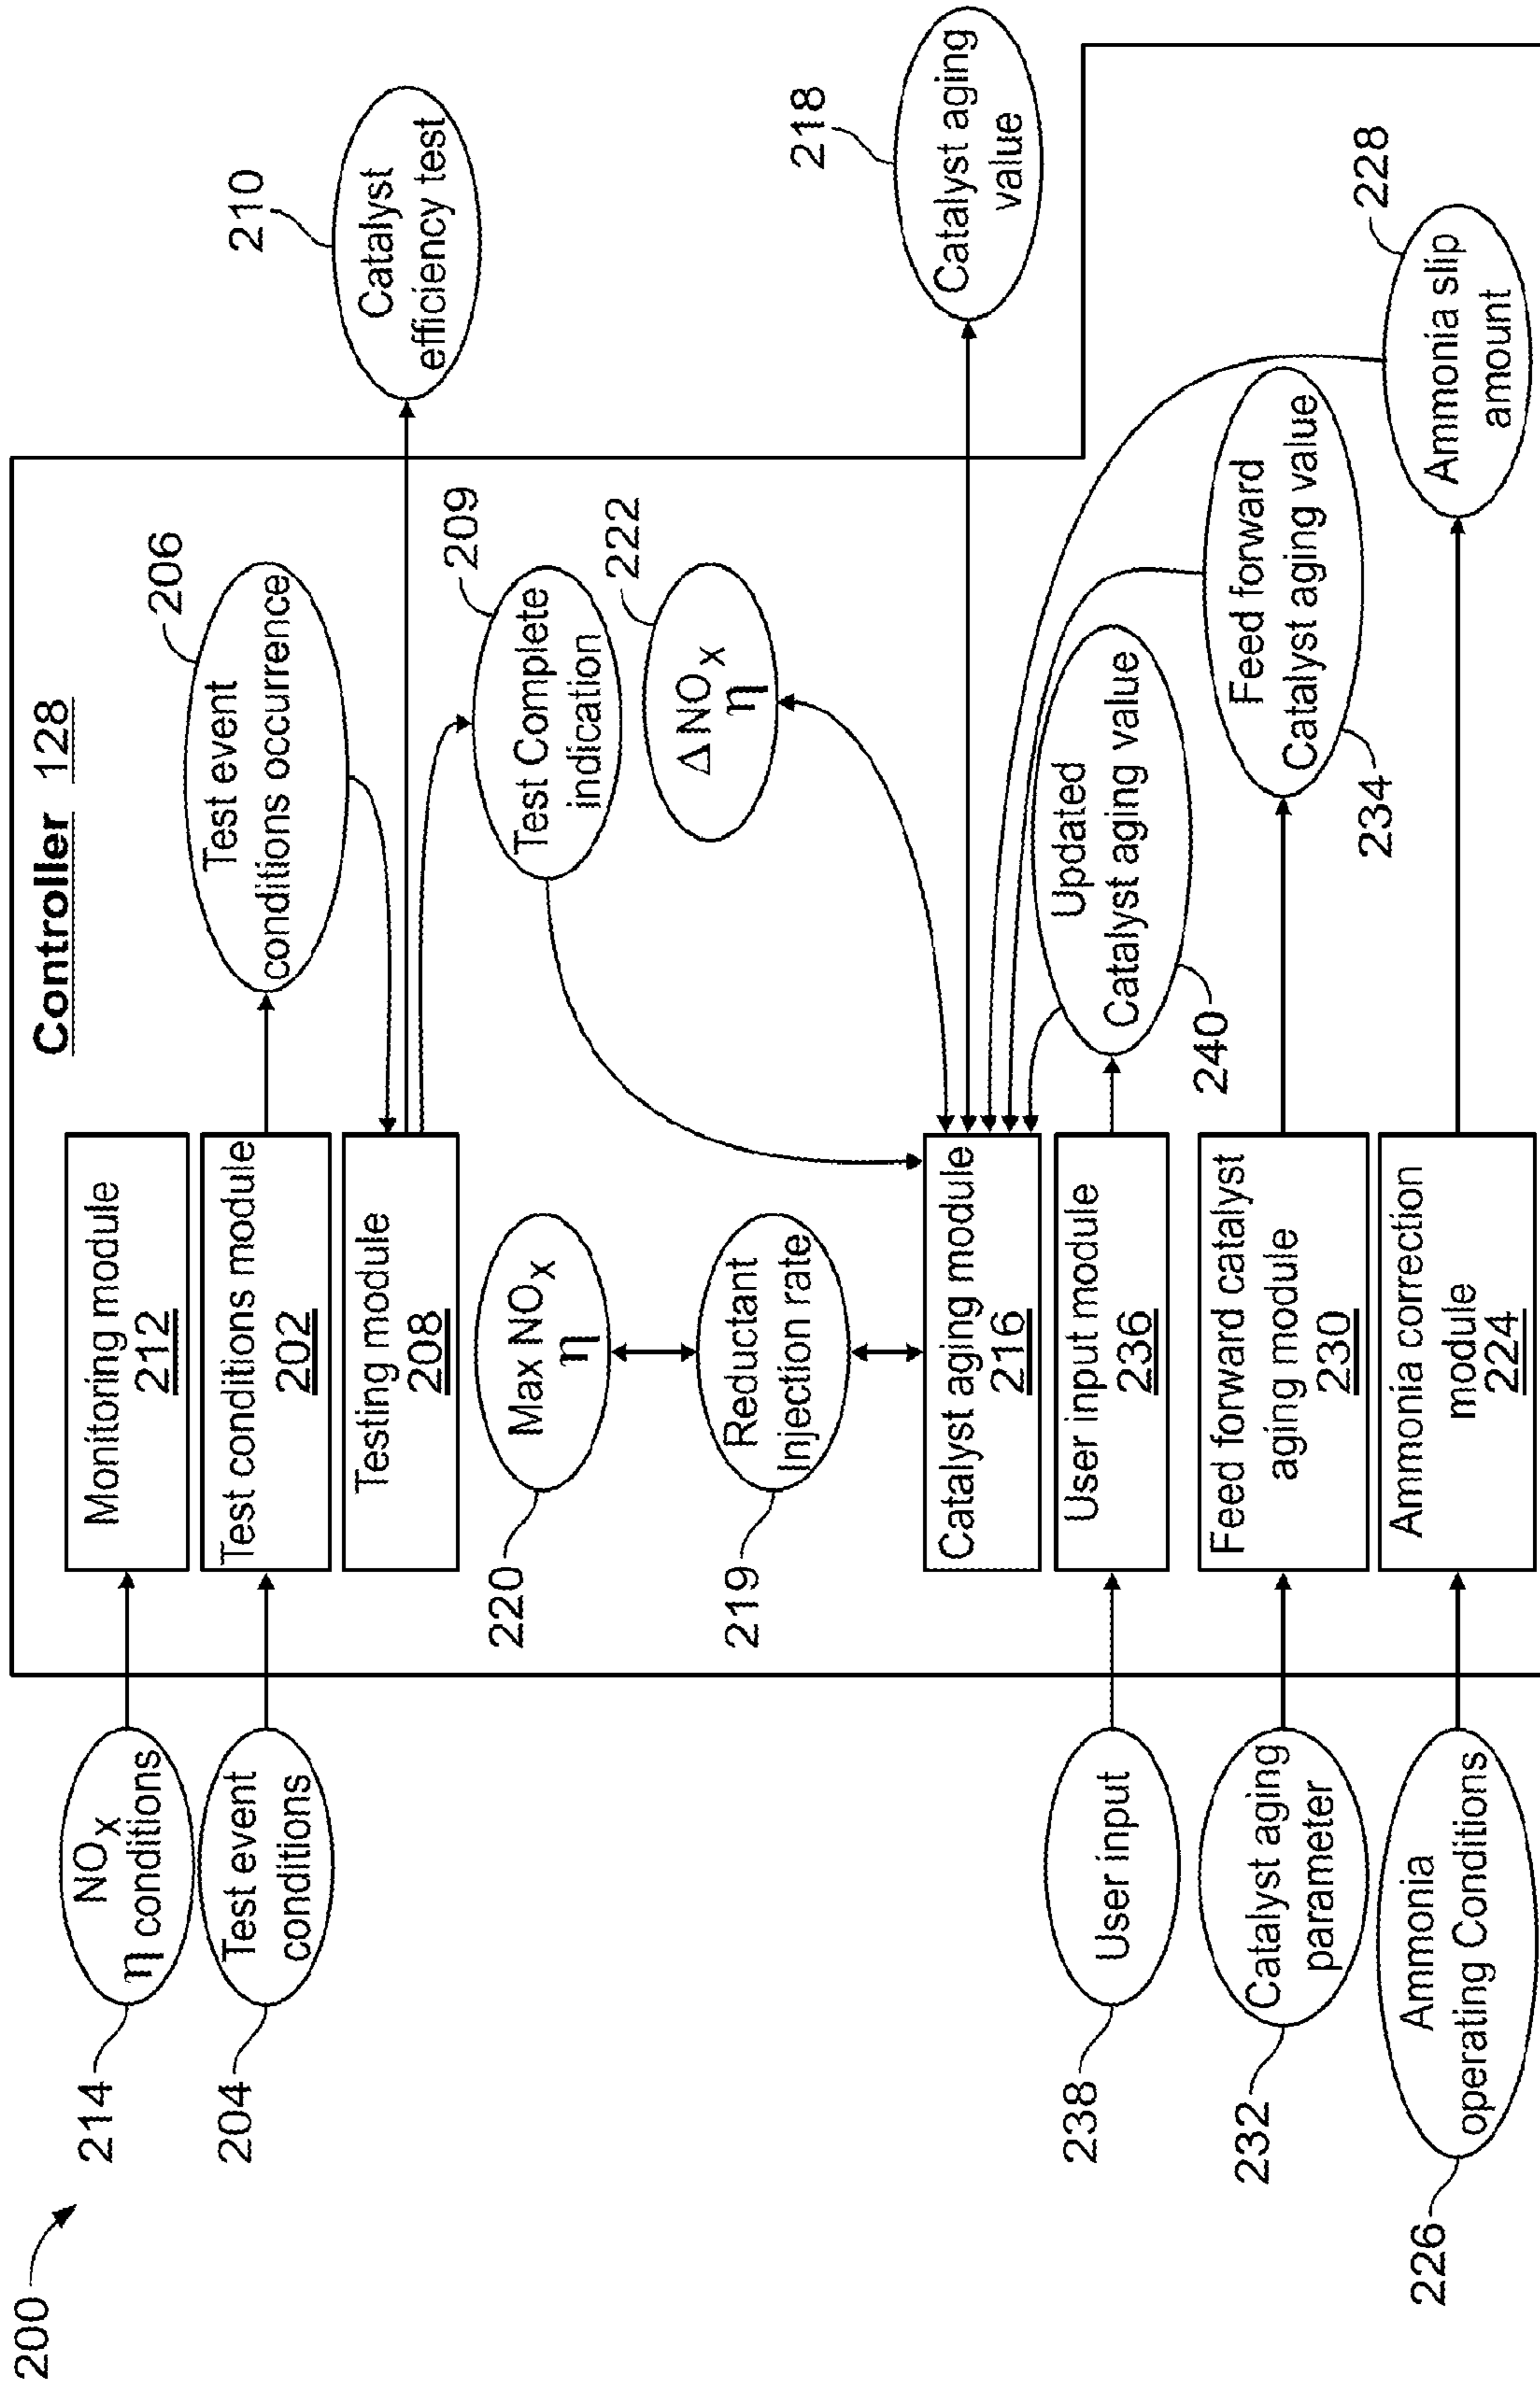 200
Controller 128
214
NOX
η conditions
Monitoring module
212
204
Test event
conditions
Test conditions module
202
Test event
conditions occurrence
206
Testing module
208
Catalyst
efficiency test
210
220
Max NOX
η
Test Complete
indication
209
219
Reductant
Injection rate
Δ NOX
η
222
Catalyst aging module
216
Catalyst aging
value
218
238
User input
User input module
236
Updated
Catalyst aging value
240
232
Catalyst aging
parameter
Feed forward catalyst
aging module
230
Feed forward
Catalyst aging value
234
226
Ammonia
operating Conditions
Ammonia correction
module
224
Ammonia slip
amount
228